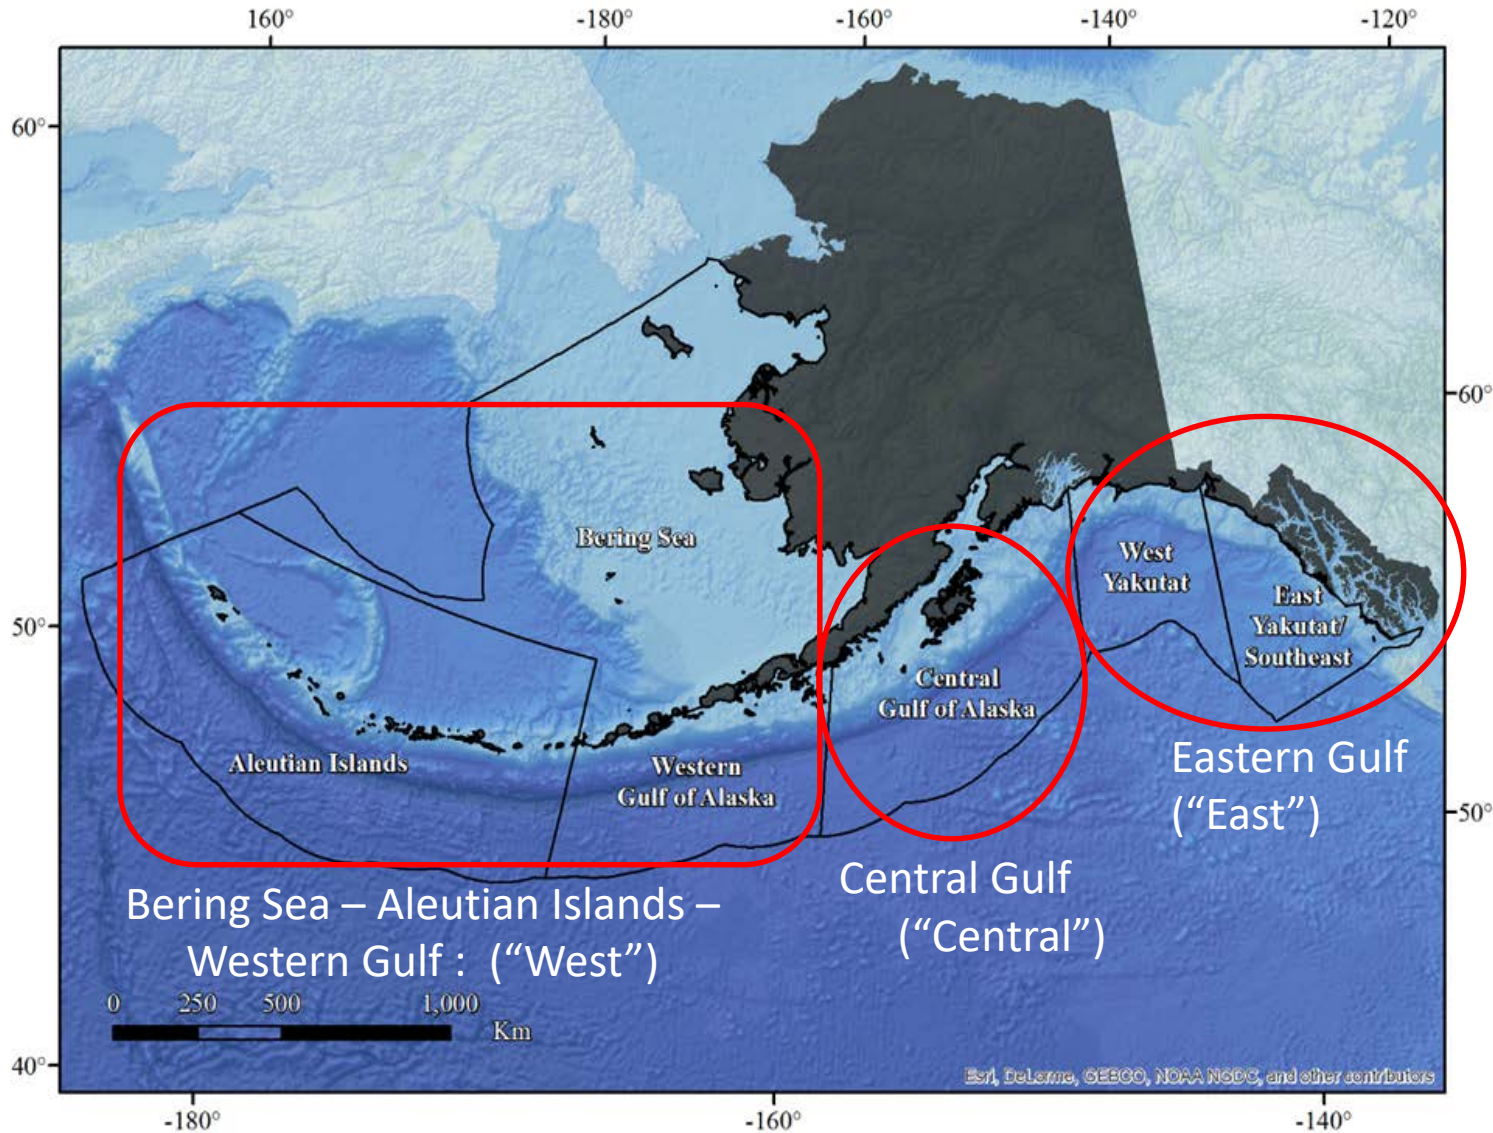 160°
-180°
-160°
-140°
-120°
60°
60°
50°
50°
40°
Bering Sea
West
Yakutat
East
Yakutat/
Southeast
Central
Gulf of Alaska
Aleutian Islands
Western
Gulf of Alaska
Eastern Gulf
(“East”)
Central Gulf
(“Central”)
Bering Sea – Aleutian Islands –
Western Gulf : (“West”)
0 250 500 1,000
Km
Esri, DeLorme, GEBCO, NOAA NGDC, and other contributors
-180°
-160°
-140°